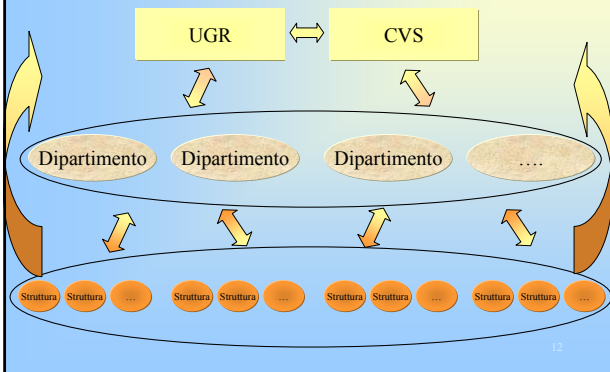 UGR CVS
Dipartimento Dipartimento Dipartimento ....
Struttura Struttura ... Struttura Struttura ... Struttura Struttura ... Struttura Struttura ...
12